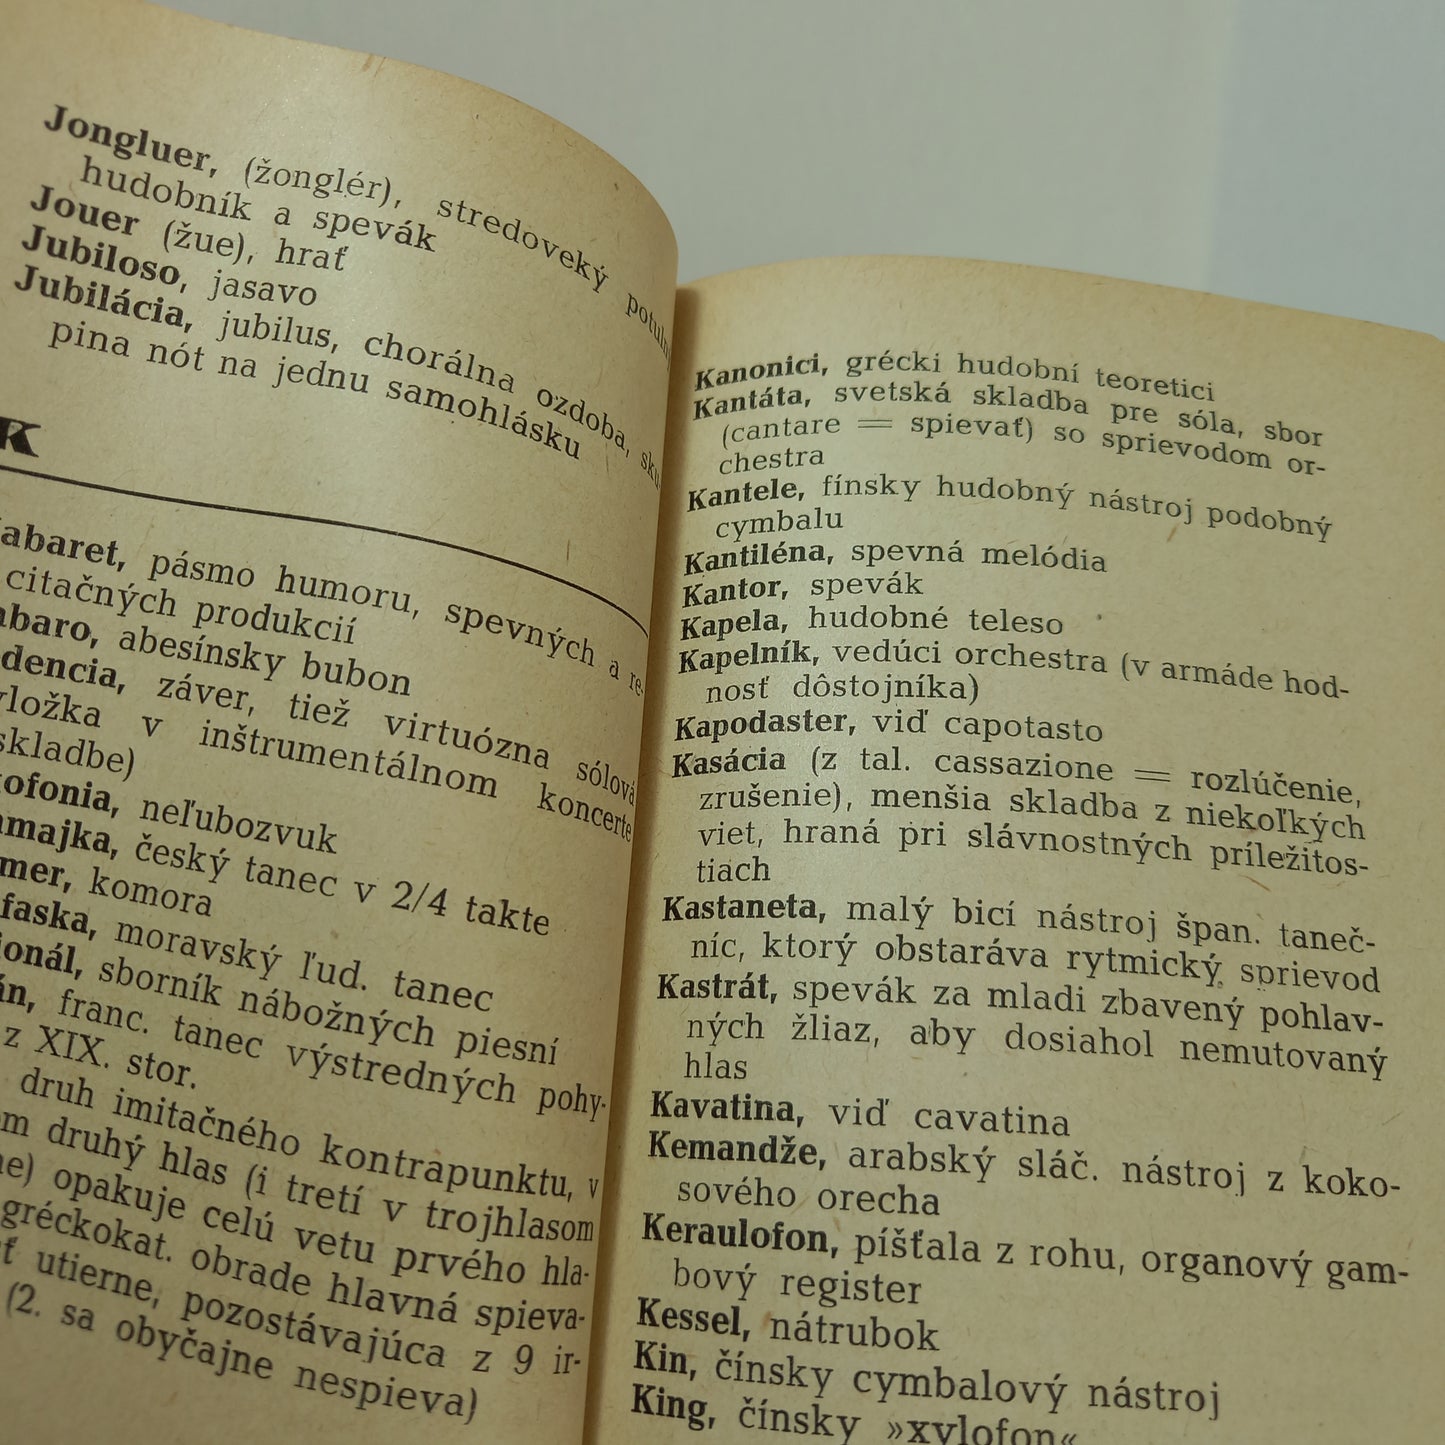 Jongluer, (žonglér), stredoveký
hudobník a spevák
Jouer (žue), hrať
Jubiloso, jasavo
Jubilácia, jubilus, chorálna ozdoba, sku-
pina nót na jednu samohlásku
K
abaret, pásmo humoru, spevných a re-
citačných produkcií
abaro, abesínsky bubon
dencia, záver, tiež virtuózna sólová
vložka v inštrumentálnom koncerte
skladbe)
ofonia, neľubozvuk
majka, český tanec v 2/4 takte
mer, komora
faska, moravský ľud. tanec
ionál, sborník nábožných piesní
án, franc. tanec výstredných pohy-
z XIX. stor.
druh imitačného kontrapunktu, v
om druhý hlas (i tretí v trojhlasom
ne) opakuje celú vetu prvého hla-
gréckokat. obrade hlavná spieva-
ť utierne, pozostávajúca z 9 ir-
(2. sa obyčajne nespieva)
Kanonici, grécki hudobní teoretici
Kantáta, svetská skladba pre sóla, sbor
(cantare = spievať) so sprievodom or-
chestra
Kantele, fínsky hudobný nástroj podobný
cymbalu
Kantiléna, spevná melódia
Kantor, spevák
Kapela, hudobné teleso
Kapelník, vedúci orchestra (v armáde hod-
nosť dôstojníka)
Kapodaster, viď capotasto
Kasácia (z tal. cassazione = rozlúčenie,
zrušenie), menšia skladba z niekoľkých
viet, hraná pri slávnostných príležitos-
tiach
Kastaneta, malý bicí nástroj špan. taneč-
níc, ktorý obstaráva rytmický sprievod
Kastrát, spevák za mladi zbavený pohlav-
ných žliaz, aby dosiahol nemutovaný
hlas
Kavatina, viď cavatina
Kemandže, arabský sláč. nástroj z koko-
sového orecha
Keraulofon, píšťala z rohu, organový gam-
bový register
Kessel, nátrubok
Kin, čínsky cymbalový nástroj
King, čínsky »xylofon«